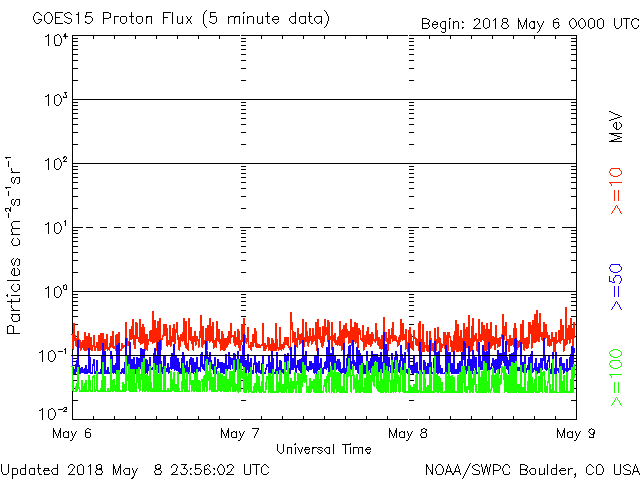 GOES15 Proton Flux (5 minute data)
Begin: 2018 May 6 0000 UTC
10⁴
10³
10²
10¹
10⁰
10⁻¹
10⁻²
Particles cm⁻²s⁻¹sr⁻¹
MeV
>=10
>=50
>=100
May 6
May 7
May 8
May 9
Universal Time
Updated 2018 May  8 23:56:02 UTC
NOAA/SWPC Boulder, CO USA